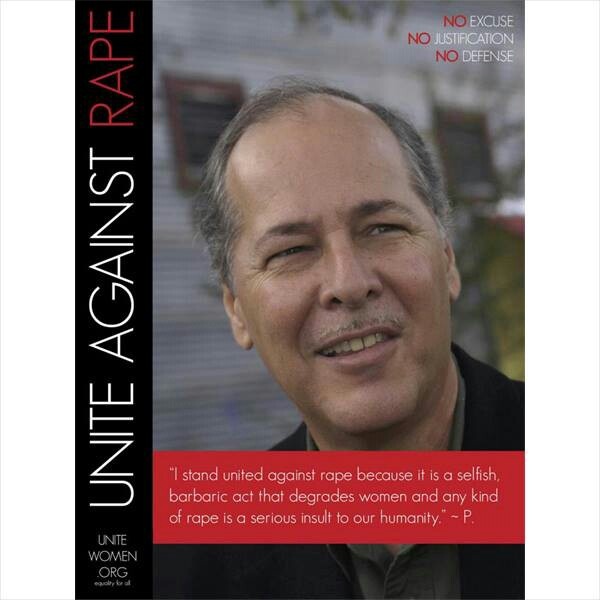 UNITE AGAINST RAPE
NO EXCUSE
NO JUSTIFICATION
NO DEFENSE
"I stand united against rape because it is a selfish,
barbaric act that degrades women and any kind
of rape is a serious insult to our humanity." ~ P.
UNITE
WOMEN
.ORG
equality for all